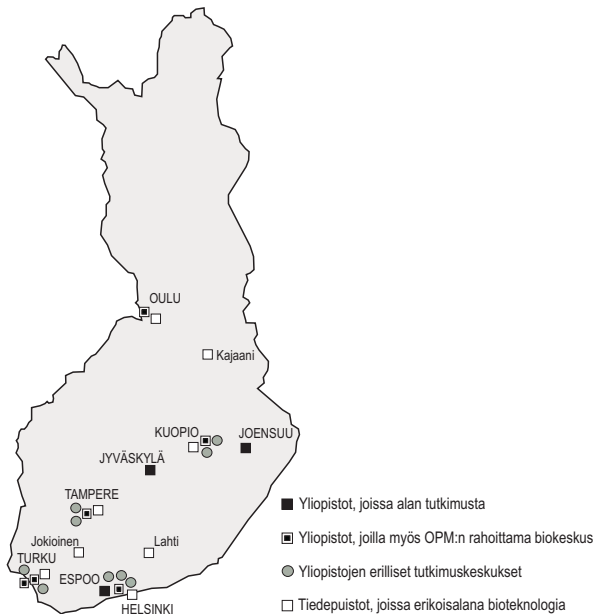 OULU
Kajaani
KUOPIO
JOENSUU
JYVÄSKYLÄ
TAMPERE
Jokioinen
Lahti
TURKU
ESPOO
HELSINKI
Yliopistot, joissa alan tutkimusta
Yliopistot, joilla myös OPM:n rahoittama biokeskus
Yliopistojen erilliset tutkimuskeskukset
Tiedepuistot, joissa erikoisalana bioteknologia